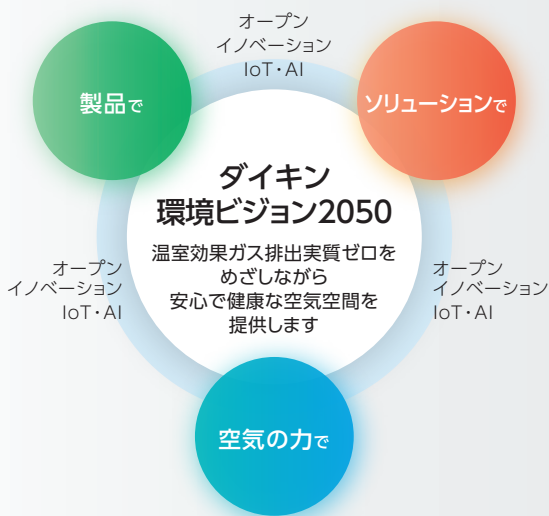 オープン
イノベーション
IoT・AI
製品で
ソリューションで
ダイキン
環境ビジョン2050
温室効果ガス排出実質ゼロを
めざしながら
安心で健康な空気空間を
提供します
オープン
イノベーション
IoT・AI
オープン
イノベーション
IoT・AI
空気の力で